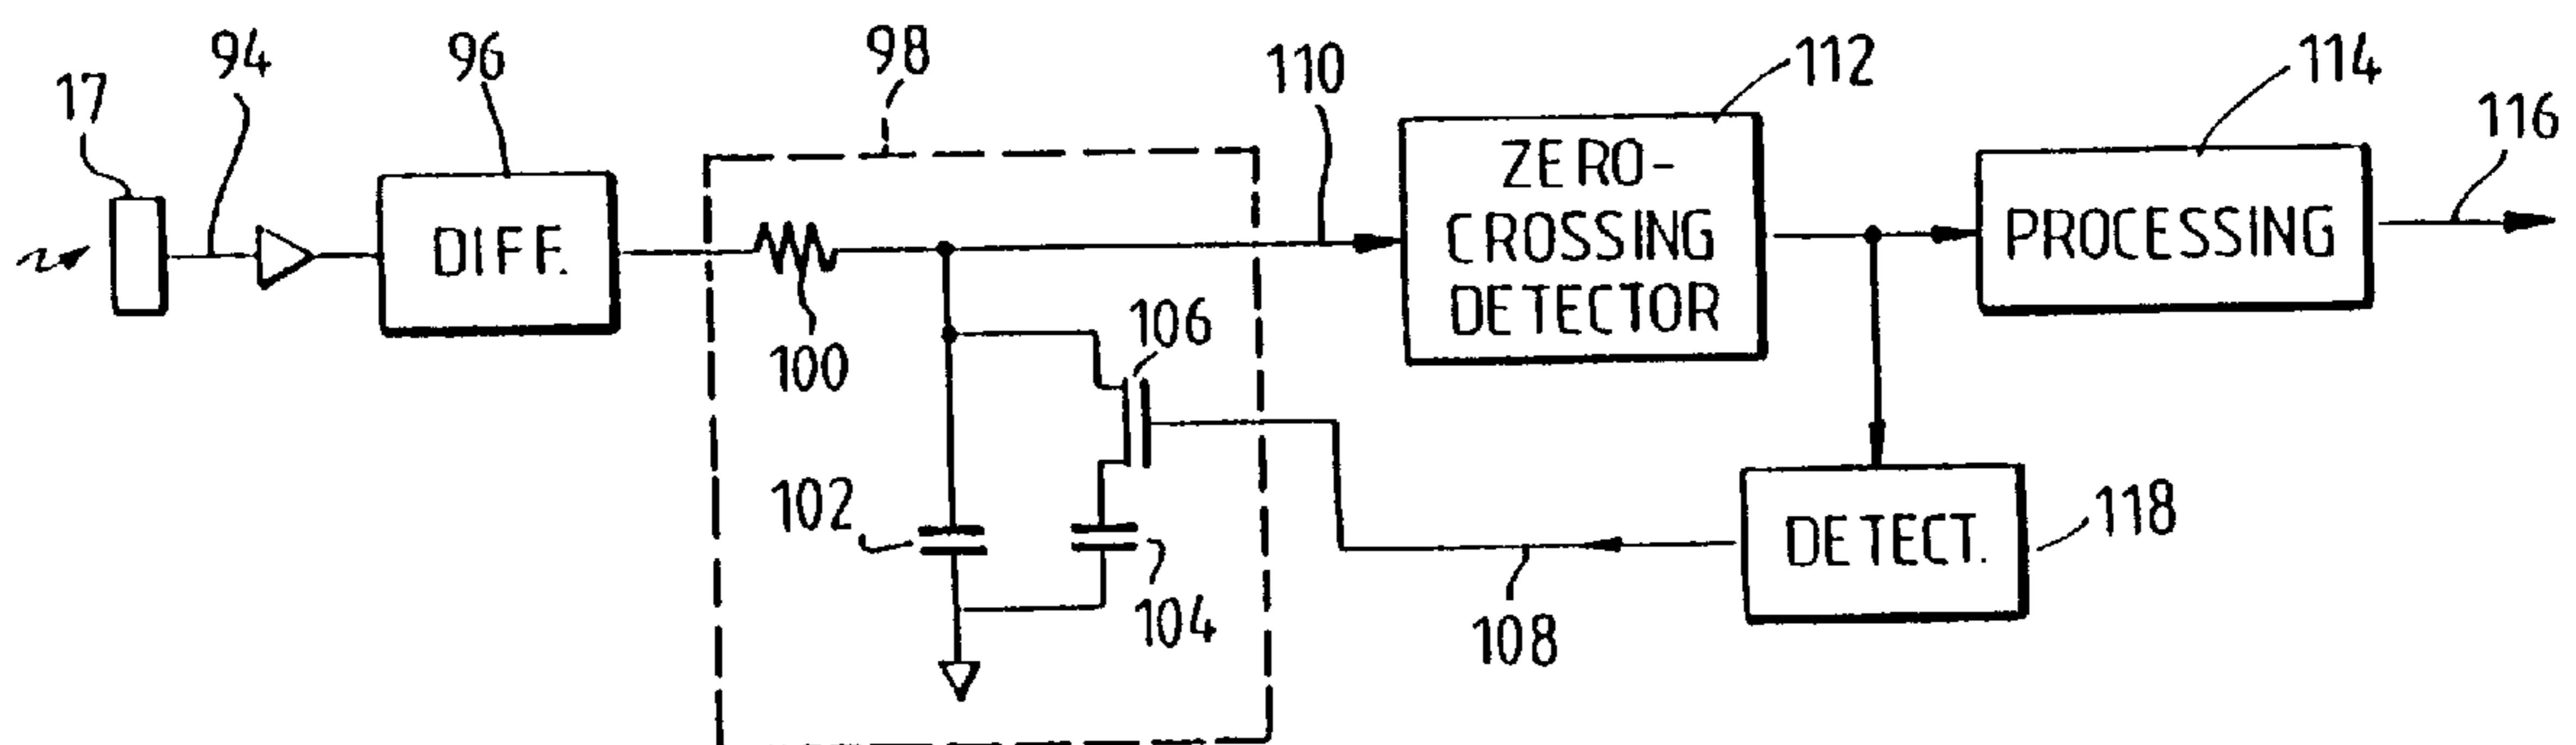 17
94
96
98
110
112
114
116
DIFF.
ZERO-
CROSSING
DETECTOR
PROCESSING
100
106
102
104
108
DETECT.
118